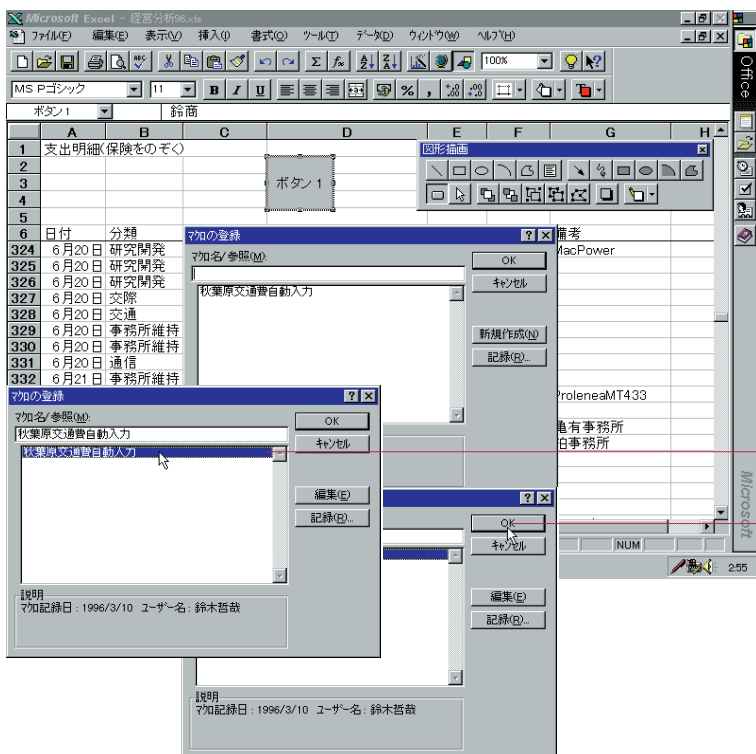 Microsoft Excel - 経営分析96.xls
ファイル(F) 編集(E) 表示(V) 挿入(I) 書式(O) ツール(T) データ(D) ウィンドウ(W) ヘルプ(H)
100%
MS Pゴシック 11 B I U % ,
ボタン 1 鈴商
A B C D E F G H
1 支出明細(保険をのぞく)
2
3
4
5
ボタン 1
図形描画
6 日付 分類 備考
324 6月20日 研究開発 MacPower
325 6月20日 研究開発
326 6月20日 研究開発
327 6月20日 交際
328 6月20日 交通
329 6月20日 事務所維持
330 6月20日 事務所維持
331 6月20日 通信
332 6月21日 事務所維持
ProleneaMT433
亀有事務所
柏事務所
マクロの登録
マクロ名/参照(M):
秋葉原交通費自動入力
OK
キャンセル
新規作成(N)
記録(R)...
マクロの登録
マクロ名/参照(M):
秋葉原交通費自動入力
秋葉原交通費自動入力
OK
キャンセル
編集(E)
記録(R)...
説明
マクロ記録日 : 1996/3/10 ユーザー名 : 鈴木哲哉
OK
キャンセル
編集(E)
記録(R)...
説明
マクロ記録日 : 1996/3/10 ユーザー名 : 鈴木哲哉
NUM
2:55
Office
Microsoft